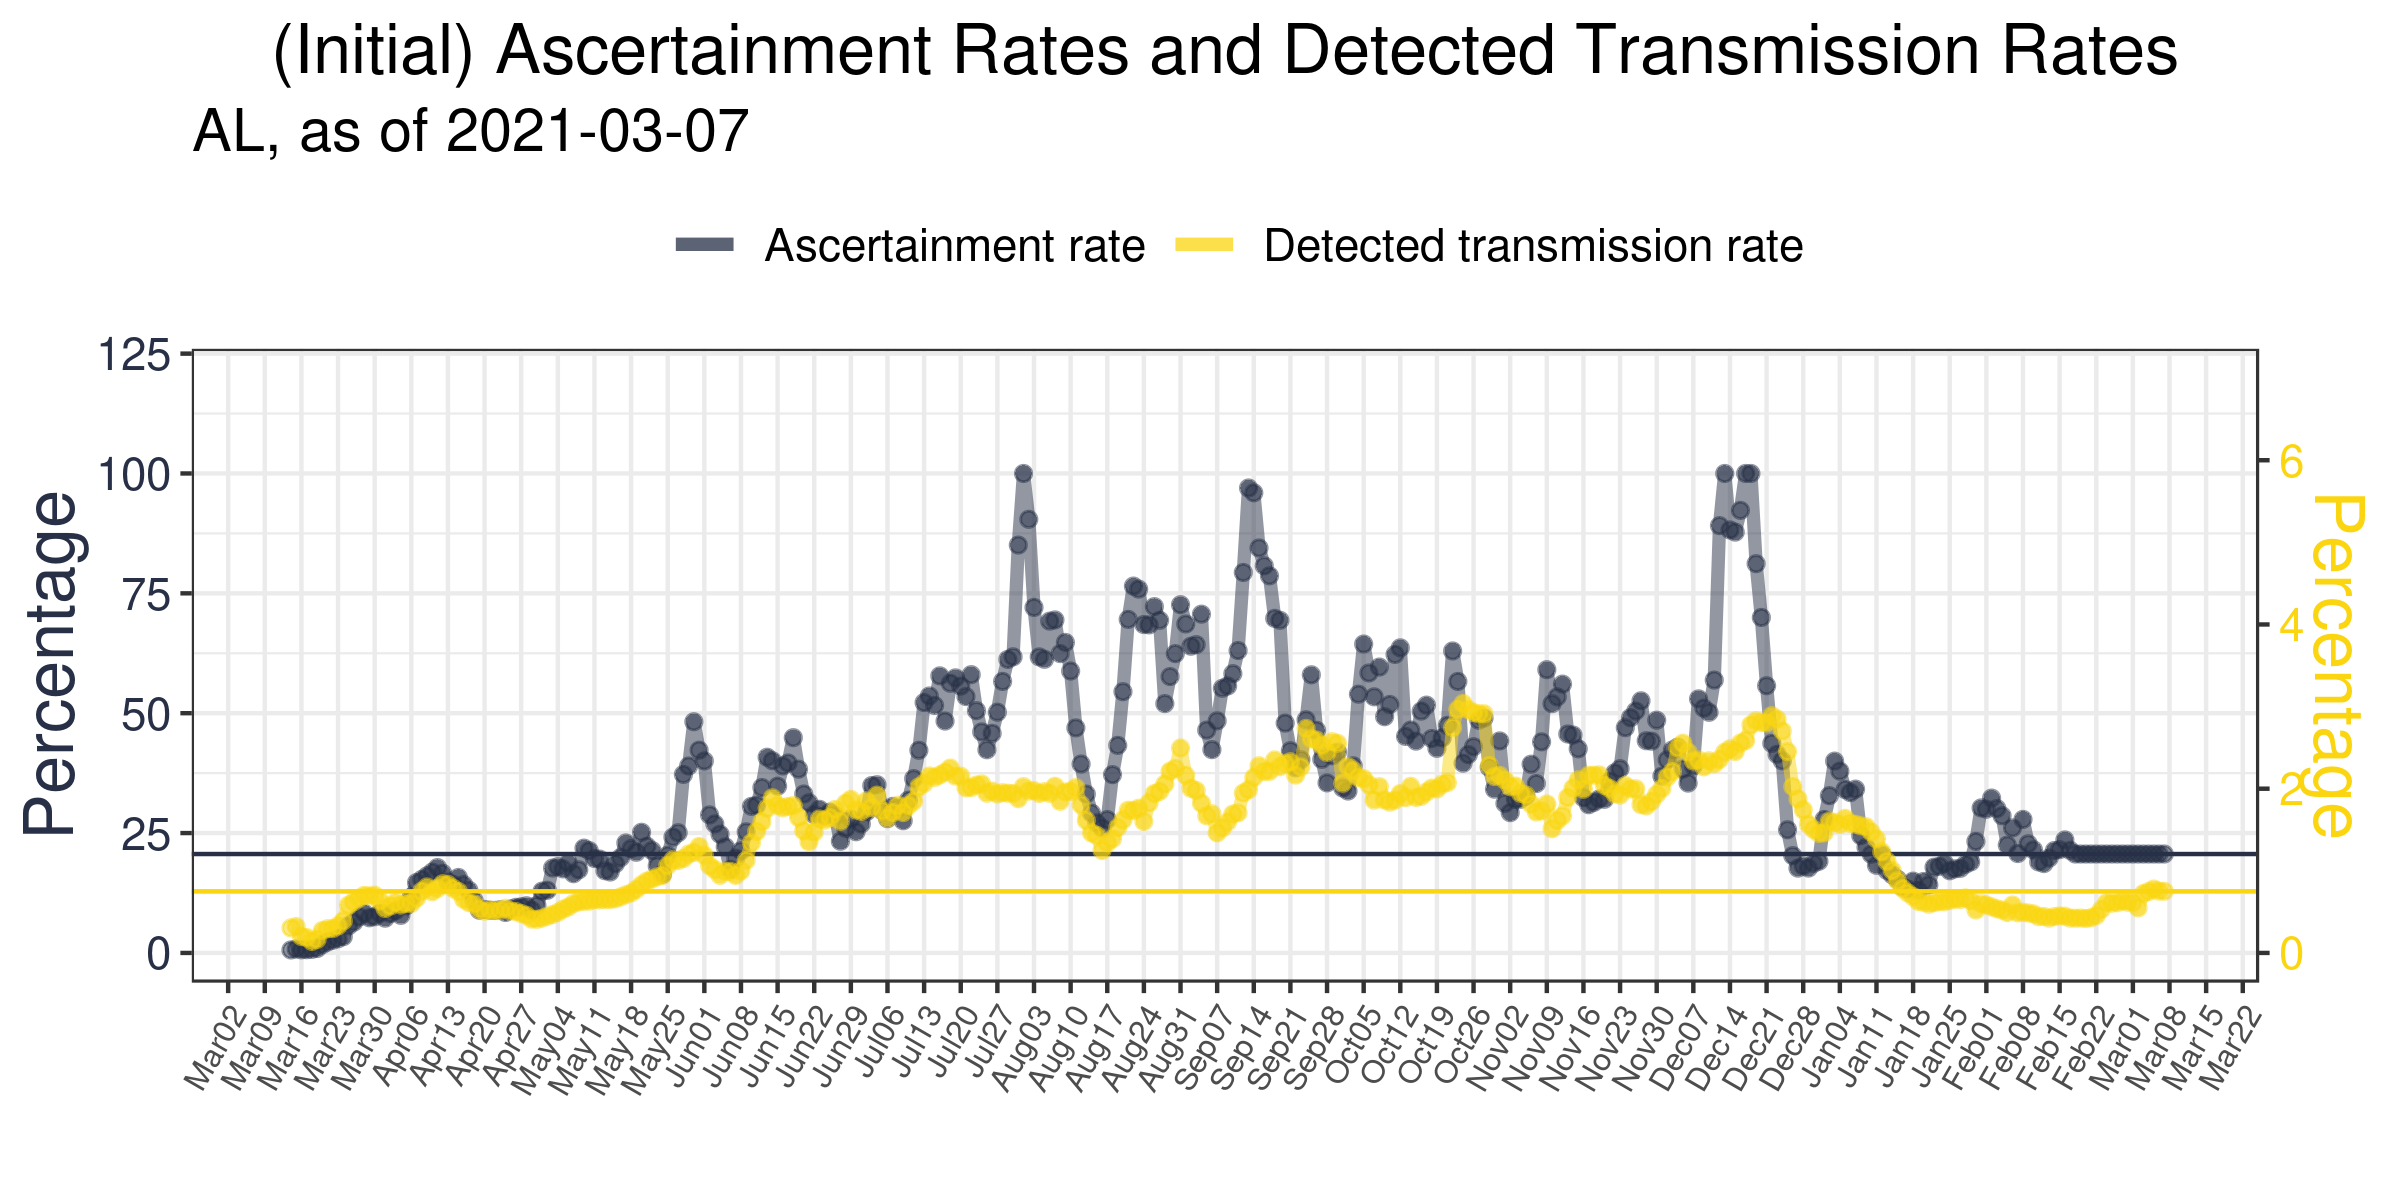 (Initial) Ascertainment Rates and Detected Transmission Rates
AL, as of 2021-03-07
Ascertainment rate
Detected transmission rate
Percentage
125
100
75
50
25
0
6
4
2
0
Percentage
Mar02
Mar09
Mar16
Mar23
Mar30
Apr06
Apr13
Apr20
Apr27
May04
May11
May18
May25
Jun01
Jun08
Jun15
Jun22
Jun29
Jul06
Jul13
Jul20
Jul27
Aug03
Aug10
Aug17
Aug24
Aug31
Sep07
Sep14
Sep21
Sep28
Oct05
Oct12
Oct19
Oct26
Nov02
Nov09
Nov16
Nov23
Nov30
Dec07
Dec14
Dec21
Dec28
Dec04
Jan11
Jan18
Jan25
Feb01
Feb08
Feb15
Feb22
Mar01
Mar08
Mar15
Mar22